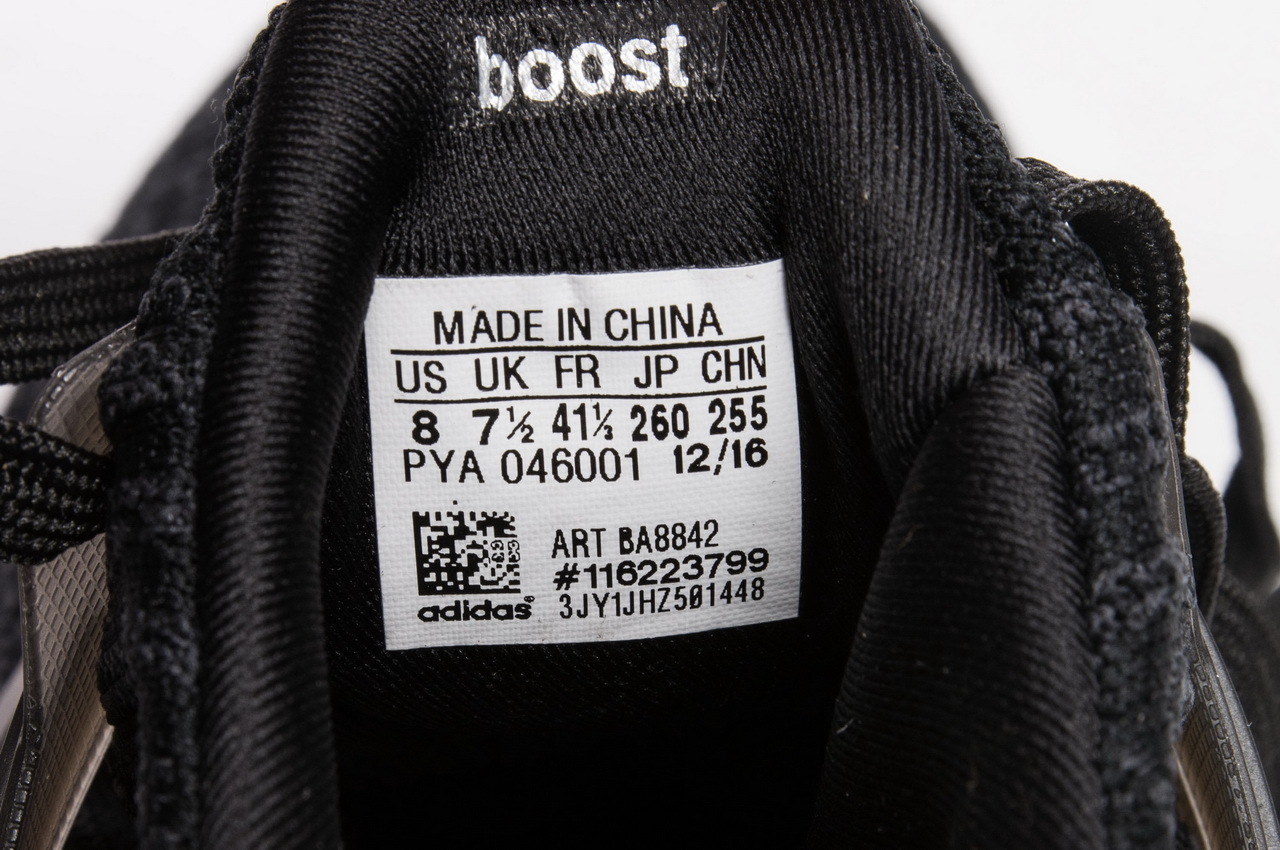 boost
MADE IN CHINA
US UK FR JP CHN
8 7½ 41⅓ 260 255
PYA 046001 12/16
ART BA8842
#116223799
3JY1JHZ501448
adidas®